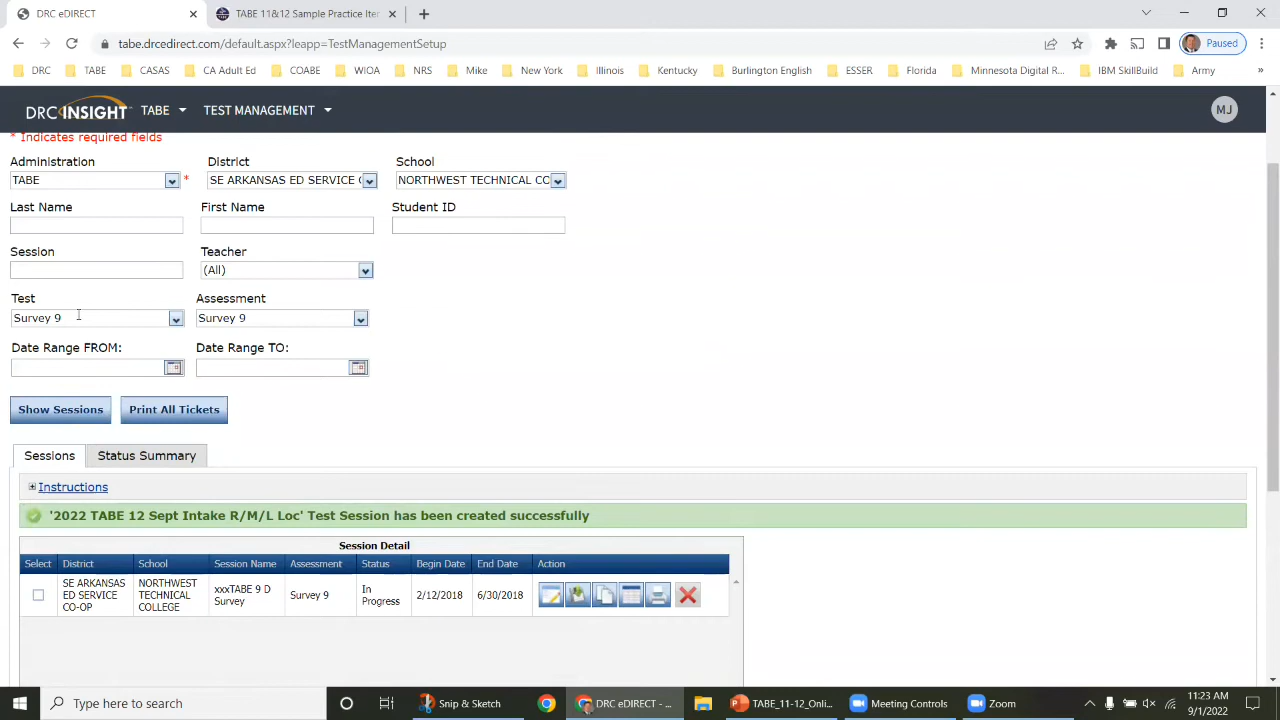 DRC eDIRECT
TABE 11&12 Sample Practice Iter
tabe.drcedirect.com/default.aspx?leapp=TestManagementSetup
Paused
DRC
TABE
CASAS
CA Adult Ed
COABE
WIOA
NRS
Mike
New York
Illinois
Kentucky
Burlington English
ESSER
Florida
Minnesota Digital R...
IBM SkillBuild
Army
»
DRC INSIGHT
TABE
TEST MANAGEMENT
MJ
* Indicates required fields
Administration
District
School
TABE
*
SE ARKANSAS ED SERVICE (
NORTHWEST TECHNICAL CO
Last Name
First Name
Student ID
Session
Teacher
(All)
Test
Assessment
Survey 9
Survey 9
Date Range FROM:
Date Range TO:
Show Sessions
Print All Tickets
Sessions
Status Summary
Instructions
'2022 TABE 12 Sept Intake R/M/L Loc' Test Session has been created successfully
Session Detail
Select
District
School
Session Name
Assessment
Status
Begin Date
End Date
Action
SE ARKANSAS
ED SERVICE
CO-OP
NORTHWEST
TECHNICAL
COLLEGE
xxxTABE 9 D
Survey
Survey 9
In
Progress
2/12/2018
6/30/2018
Type here to search
Snip & Sketch
DRC eDIRECT - ...
TABE_11-12_Onli...
Meeting Controls
Zoom
11:23 AM
9/1/2022